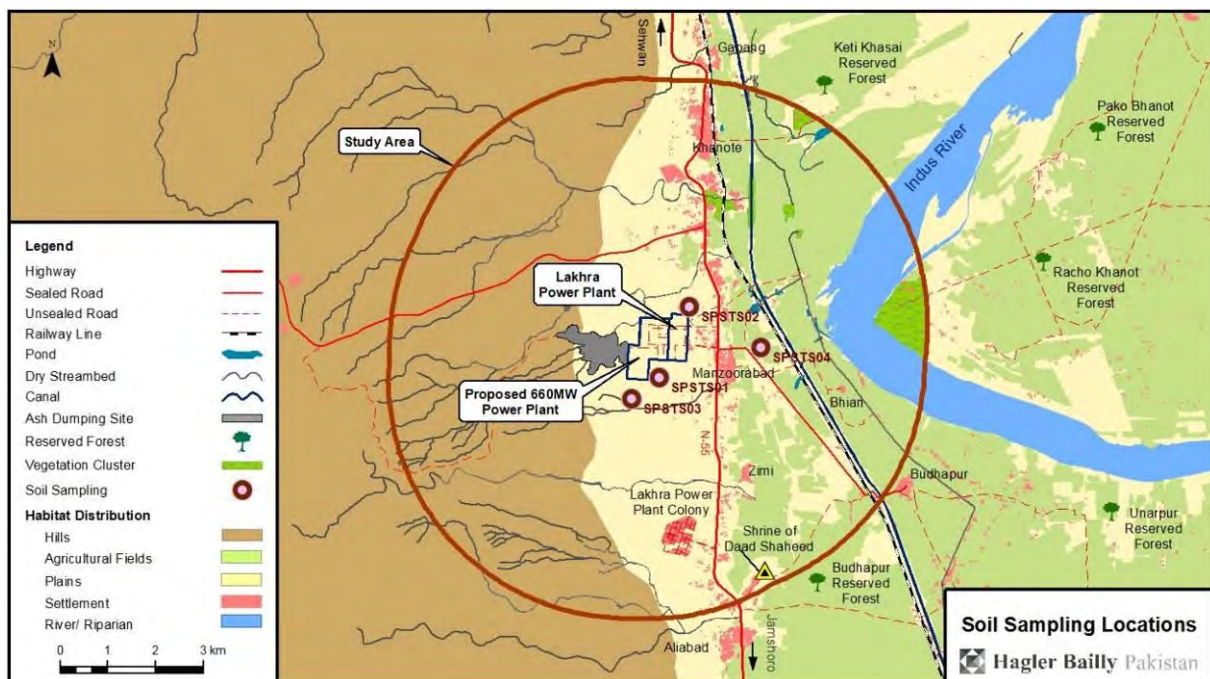 N
Sehwan
Gabang
Keti Khasai
Reserved
Forest
Pako Bhanot
Reserved
Forest
Study Area
Khanote
Indus River
Legend
Highway
Sealed Road
Unsealed Road
Railway Line
Pond
Dry Streambed
Canal
Ash Dumping Site
Reserved Forest
Vegetation Cluster
Soil Sampling
Habitat Distribution
Hills
Agricultural Fields
Plains
Settlement
River/ Riparian
0 1 2 3 km
Lakhra
Power Plant
Racho Khanot
Reserved
Forest
SPSTS02
SPSTS04
Manzoorabad
SPSTS01
Proposed 660MW
Power Plant
SPSTS03
Bhian
N-55
Zimi
Budhapur
Lakhra Power
Plant Colony
Unarpur
Reserved
Forest
Shrine of
Daad Shaheed
Budhapur
Reserved
Forest
Aliabad
Jamshoro
Soil Sampling Locations
Hagler Bailly Pakistan